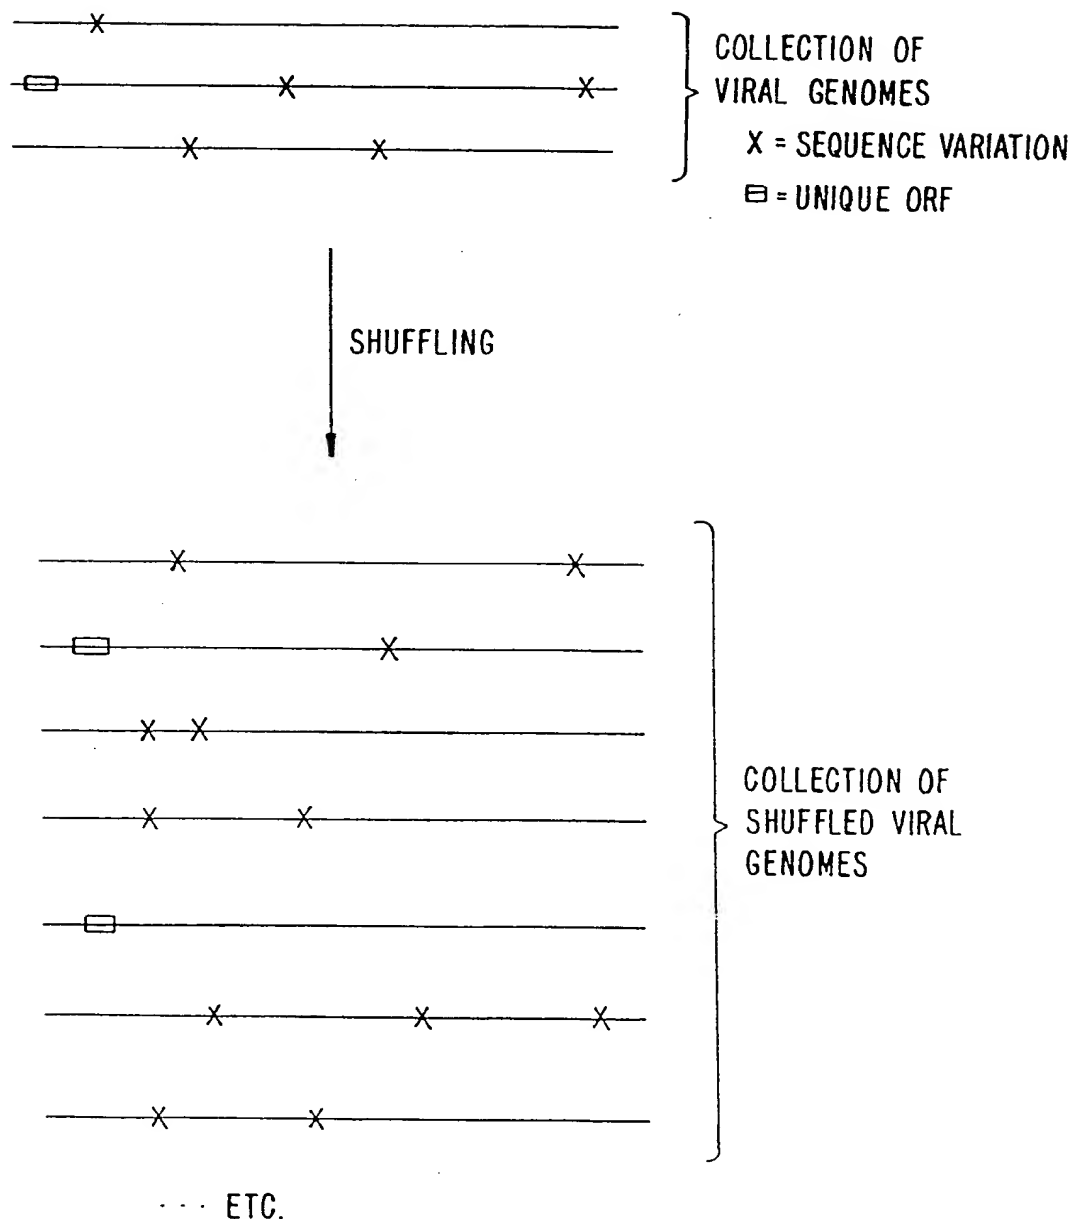 COLLECTION OF
VIRAL GENOMES
X = SEQUENCE VARIATION
= UNIQUE ORF
SHUFFLING
COLLECTION OF
SHUFFLED VIRAL
GENOMES
... ETC.